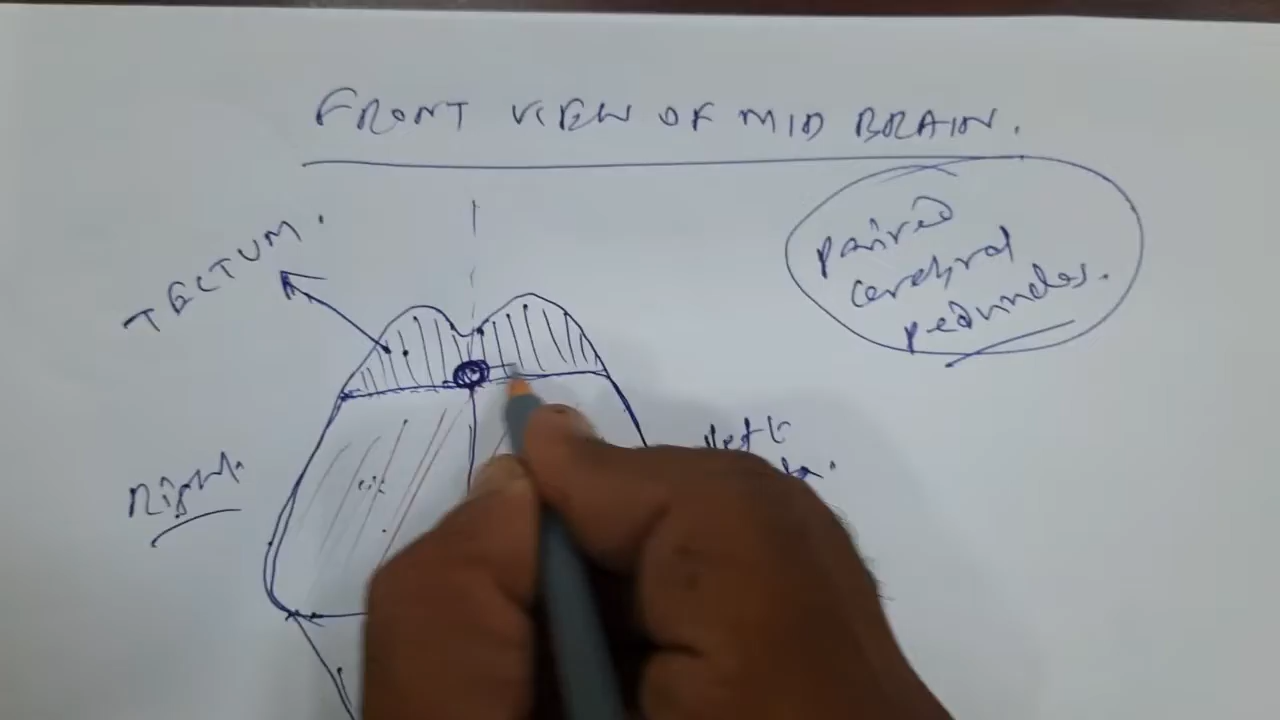 FRONT VIEW OF MID BRAIN.
TECTUM.
paired
cerebral
peduncles.
Right.